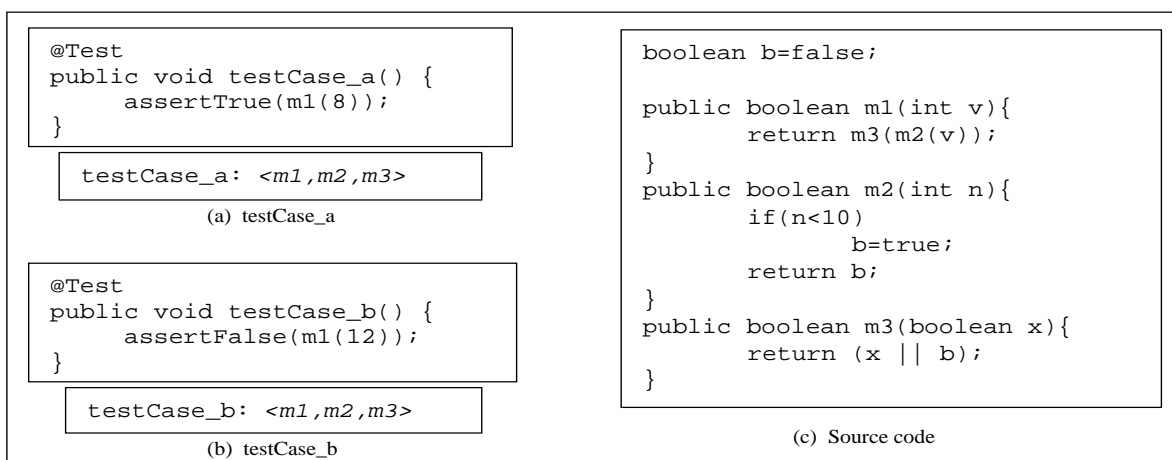 @Test
public void testCase_a() {
assertTrue(m1(8));
}
testCase_a: <m1,m2,m3>
(a) testCase_a
@Test
public void testCase_b() {
assertFalse(m1(12));
}
testCase_b: <m1,m2,m3>
(b) testCase_b
boolean b=false;
public boolean m1(int v){
return m3(m2(v));
}
public boolean m2(int n){
if(n<10)
b=true;
return b;
}
public boolean m3(boolean x){
return (x || b);
}
(c) Source code